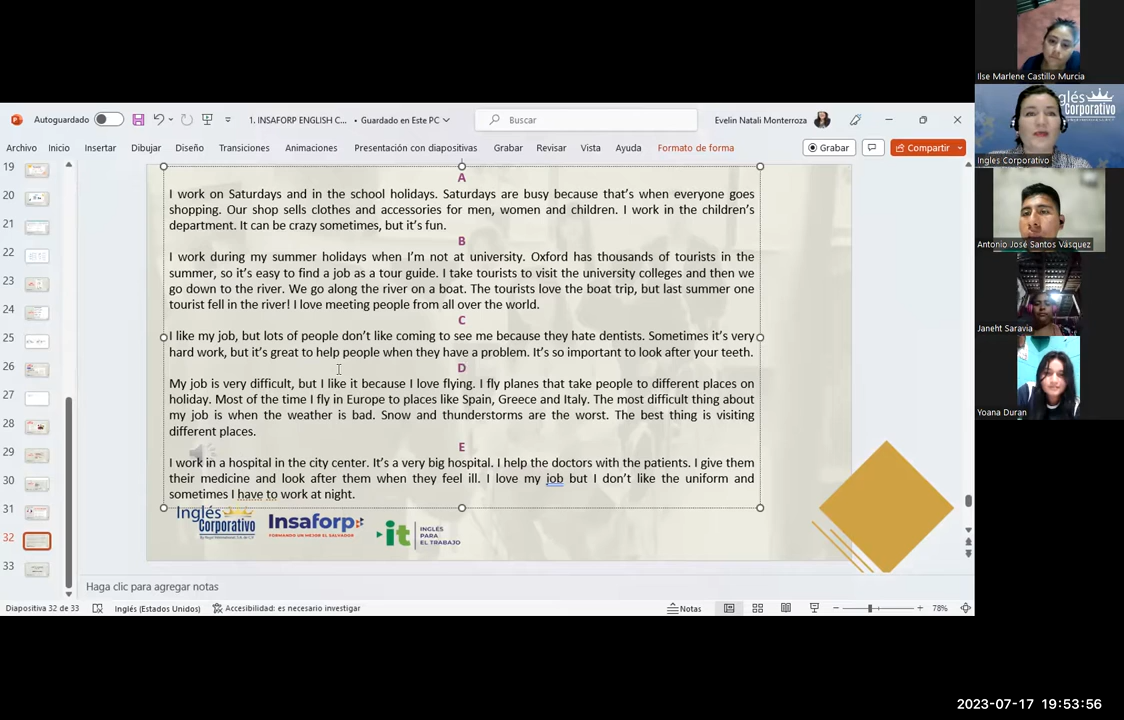 Ilse Marlene Castillo Murcia
Autoguardado
1. INSAFORP ENGLISH C... • Guardado en Este PC
Buscar
Evelin Natali Monterroza
Archivo Inicio Insertar Dibujar Diseño Transiciones Animaciones Presentación con diapositivas Grabar Revisar Vista Ayuda Formato de forma
Grabar
Compartir
Ingles Corporativo
19
20
21
22
23
24
25
26
27
28
29
30
31
32
33
A
I work on Saturdays and in the school holidays. Saturdays are busy because that's when everyone goes
shopping. Our shop sells clothes and accessories for men, women and children. I work in the children's
department. It can be crazy sometimes, but it's fun.
B
I work during my summer holidays when I'm not at university. Oxford has thousands of tourists in the
summer, so it's easy to find a job as a tour guide. I take tourists to visit the university colleges and then we
go down to the river. We go along the river on a boat. The tourists love the boat trip, but last summer one
tourist fell in the river! I love meeting people from all over the world.
C
I like my job, but lots of people don't like coming to see me because they hate dentists. Sometimes it's very
hard work, but it's great to help people when they have a problem. It's so important to look after your teeth.
D
My job is very difficult, but I like it because I love flying. I fly planes that take people to different places on
holiday. Most of the time I fly in Europe to places like Spain, Greece and Italy. The most difficult thing about
my job is when the weather is bad. Snow and thunderstorms are the worst. The best thing is visiting
different places.
E
I work in a hospital in the city center. It's a very big hospital. I help the doctors with the patients. I give them
their medicine and look after them when they feel ill. I love my job but I don't like the uniform and
sometimes I have to work at night.
Inglés
Corporativo
Insaforp
FORMANDO UN MEJOR EL SALVADOR
it
INGLÉS
PARA
EL TRABAJO
Antonio José Santos Vásquez
Janeht Saravia
Yoana Duran
Haga clic para agregar notas
Diapositiva 32 de 33
Inglés (Estados Unidos)
Accesibilidad: es necesario investigar
Notas
78%
2023-07-17 19:53:56